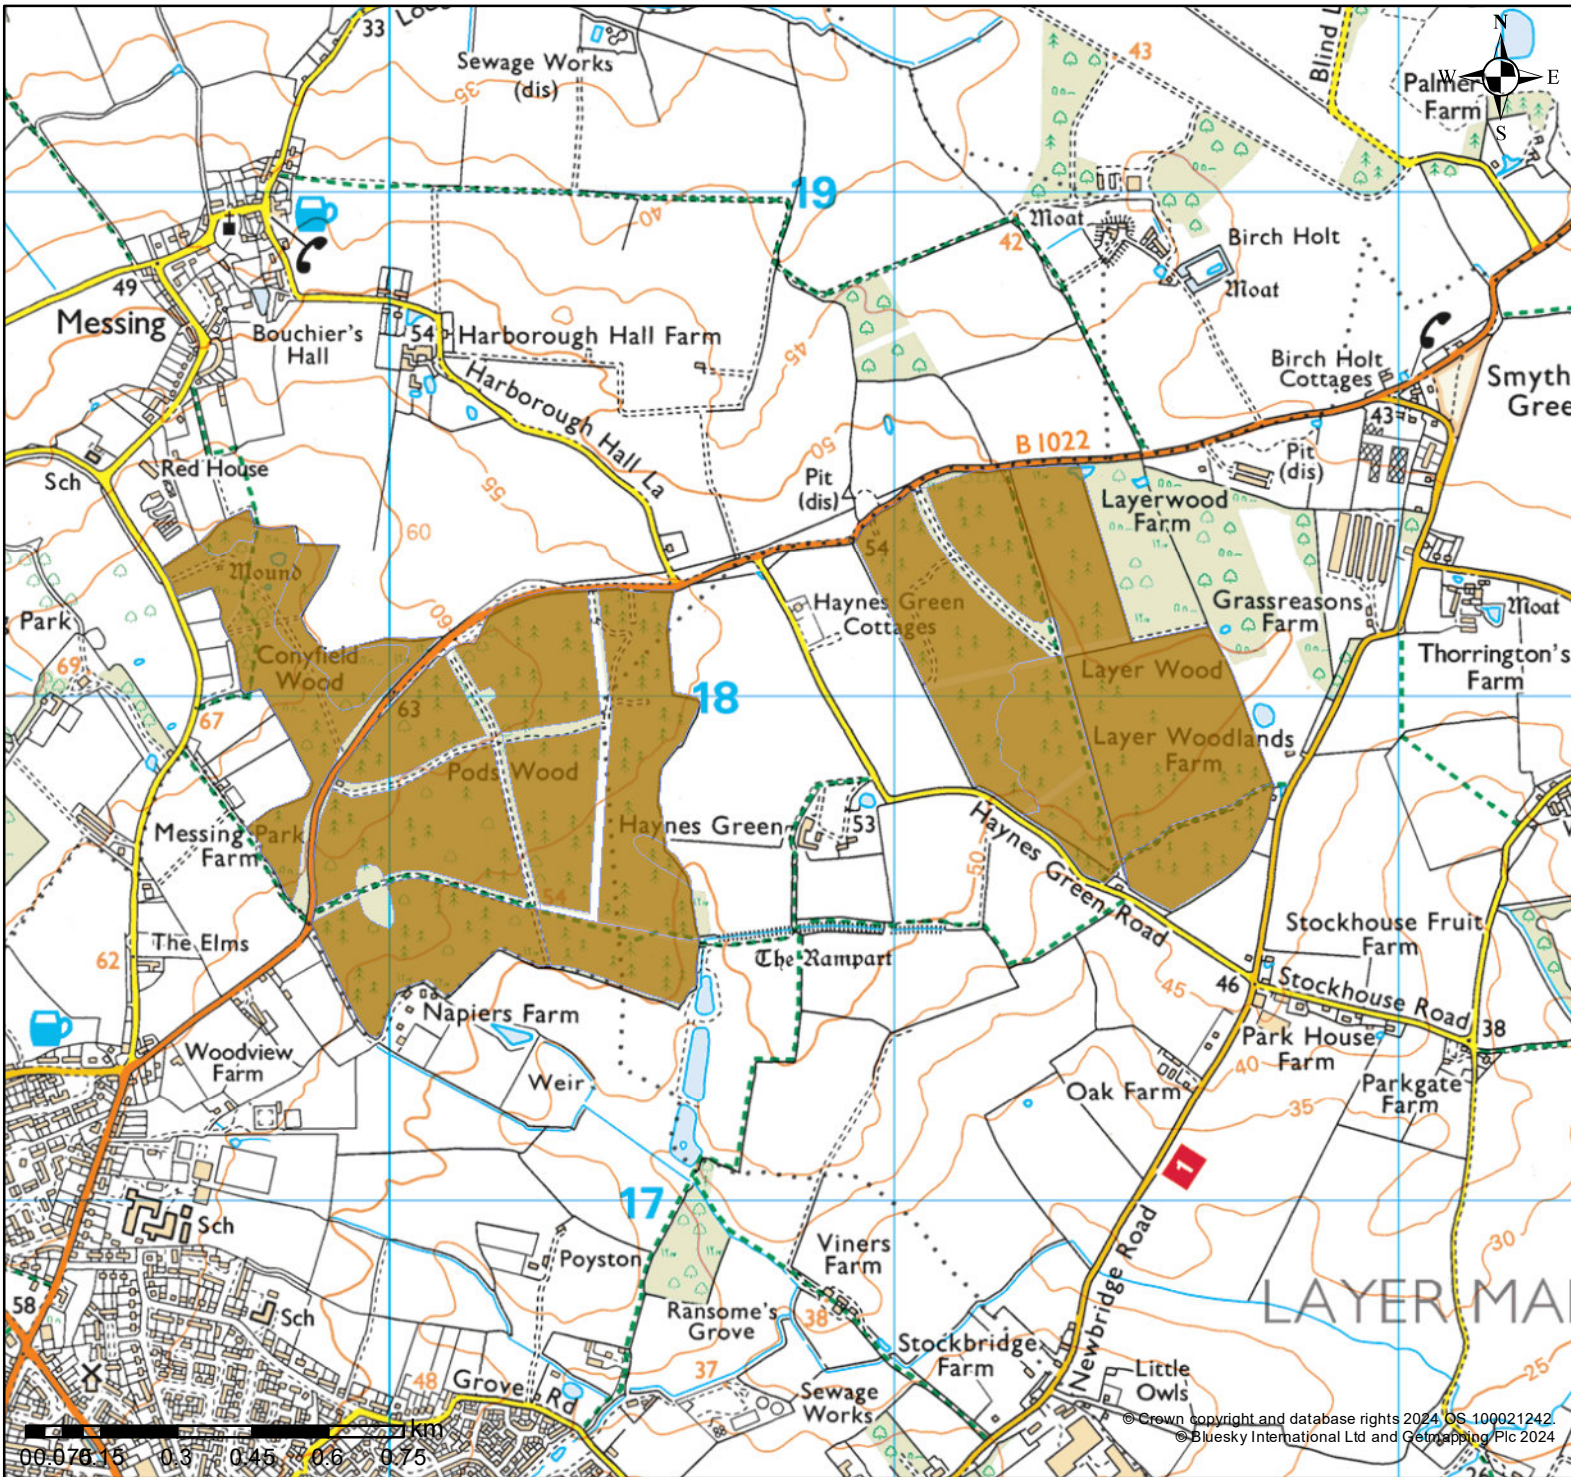 33
Sewage Works
(dis)
35
43
Blind L
N
W
E
S
Palmer
Farm
19
40
Moat
42
Birch Holt
Moat
49
Messing
Bouchier's
Hall
54
Harborough Hall Farm
45
Harborough Hall La
Birch Holt
Cottages
Smyth
Gree
43
50
B 1022
Pit
(dis)
Pit
(dis)
Sch
Red House
55
60
Layerwood
Farm
54
Mound
60
Park
Haynes Green
Cottages
Grassreasons
Farm
Moat
69
Conyfield
Wood
Layer Wood
Thorrington's
Farm
67
63
18
Layer Woodlands
Farm
Pods Wood
Messing Park
Farm
Haynes Green
53
Haynes Green Road
50
54
The Elms
62
The Rampart
Stockhouse Fruit
Farm
46
Stockhouse Road
45
38
Napiers Farm
Woodview
Farm
Weir
Park House
Farm
40
Oak Farm
35
Parkgate
Farm
1
17
Sch
Poyston
Viners
Farm
Newbridge Road
30
58
Sch
Ransome's
Grove
38
LAYER MA
Stockbridge
Farm
25
48
Grove Rd
37
Little
Owls
Sewage
Works
km
0 0.075 0.15 0.3 0.45 0.6 0.75
© Crown copyright and database rights 2024 OS 100021242.
© Bluesky International Ltd and Getmapping Plc 2024